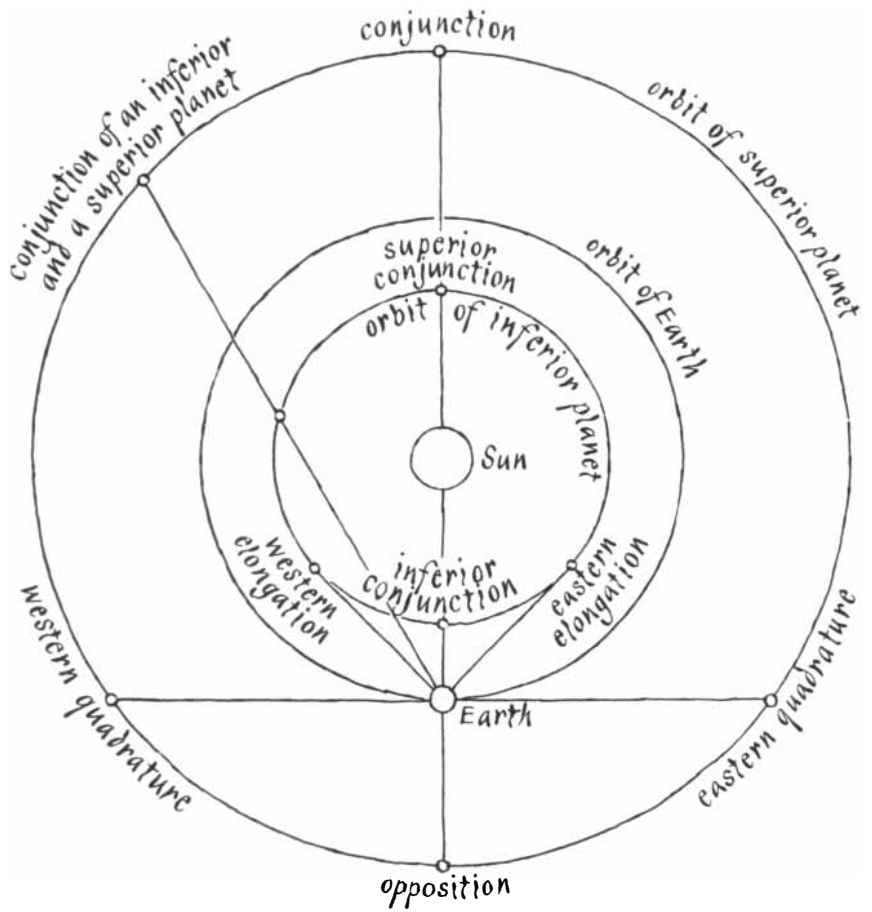 conjunction
conjunction of an inferior
and a superior planet
orbit of superior planet
superior
conjunction
orbit of Earth
orbit of inferior planet
Sun
western
elongation
inferior
conjunction
eastern
elongation
western quadrature
Earth
eastern quadrature
opposition